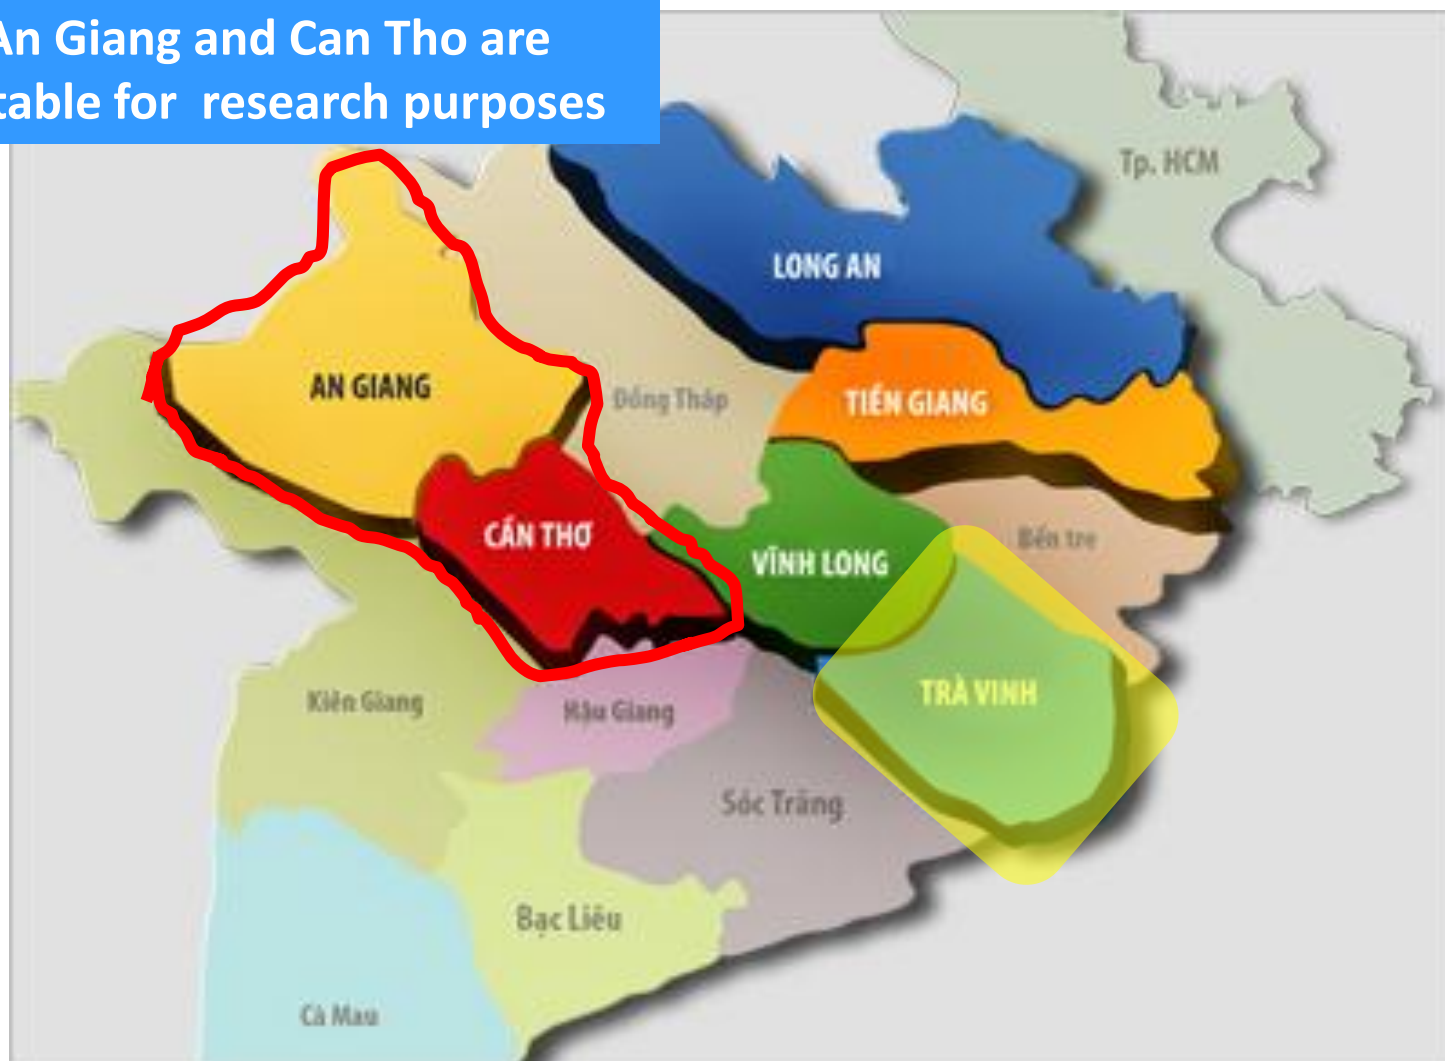 An Giang and Can Tho are
table for research purposes
Tp. HCM
LONG AN
AN GIANG
Đồng Tháp
TIỀN GIANG
CẦN THƠ
Bến tre
VĨNH LONG
TRÀ VINH
Kiên Giang
Hậu Giang
Sóc Trăng
Bạc Liêu
Cà Mau